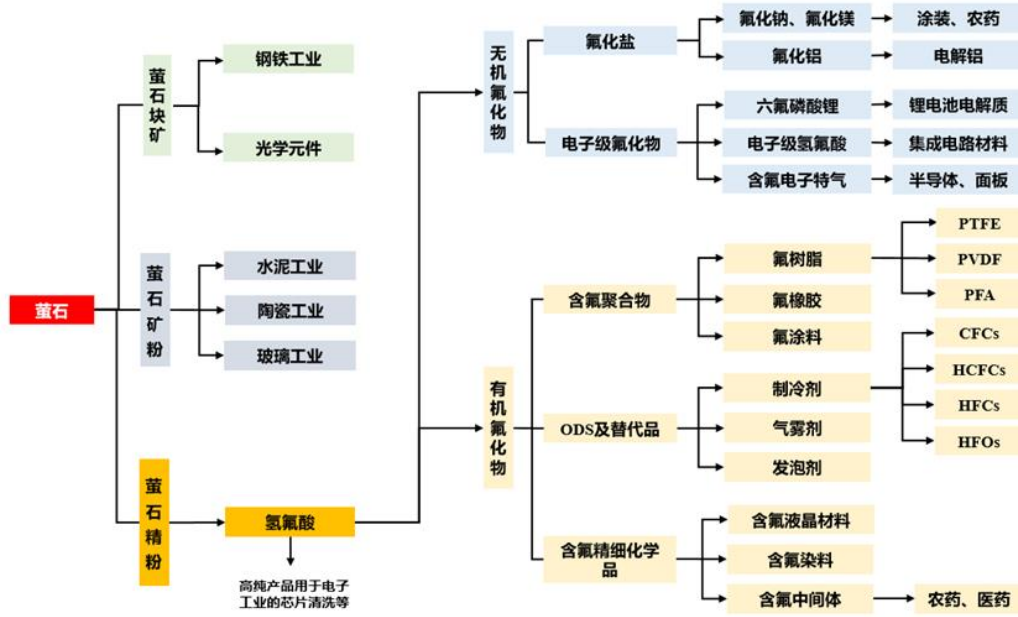 萤石
萤石块矿
钢铁工业
光学元件
萤石矿粉
水泥工业
陶瓷工业
玻璃工业
萤石精粉
氢氟酸
高纯产品用于电子
工业的芯片清洗等
无机氟化物
氟化盐
氟化钠、氟化镁
涂装、农药
氟化铝
电解铝
电子级氟化物
六氟磷酸锂
锂电池电解质
电子级氢氟酸
集成电路材料
含氟电子特气
半导体、面板
有机氟化物
含氟聚合物
氟树脂
PTFE
PVDF
PFA
氟橡胶
氟涂料
ODS及替代品
制冷剂
CFCs
HCFCs
HFCs
HFOs
气雾剂
发泡剂
含氟精细化学
品
含氟液晶材料
含氟染料
含氟中间体
农药、医药